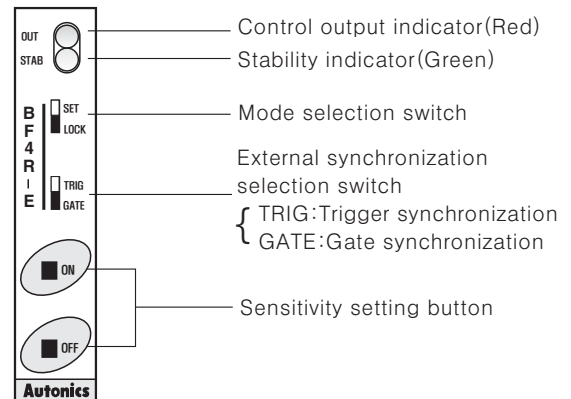 OUT
STAB
Control output indicator(Red)
Stability indicator(Green)
BF4R-E
SET
LOCK
Mode selection switch
TRIG
GATE
External synchronization
selection switch
{ TRIG:Trigger synchronization
GATE:Gate synchronization
ON
OFF
Sensitivity setting button
Autonics